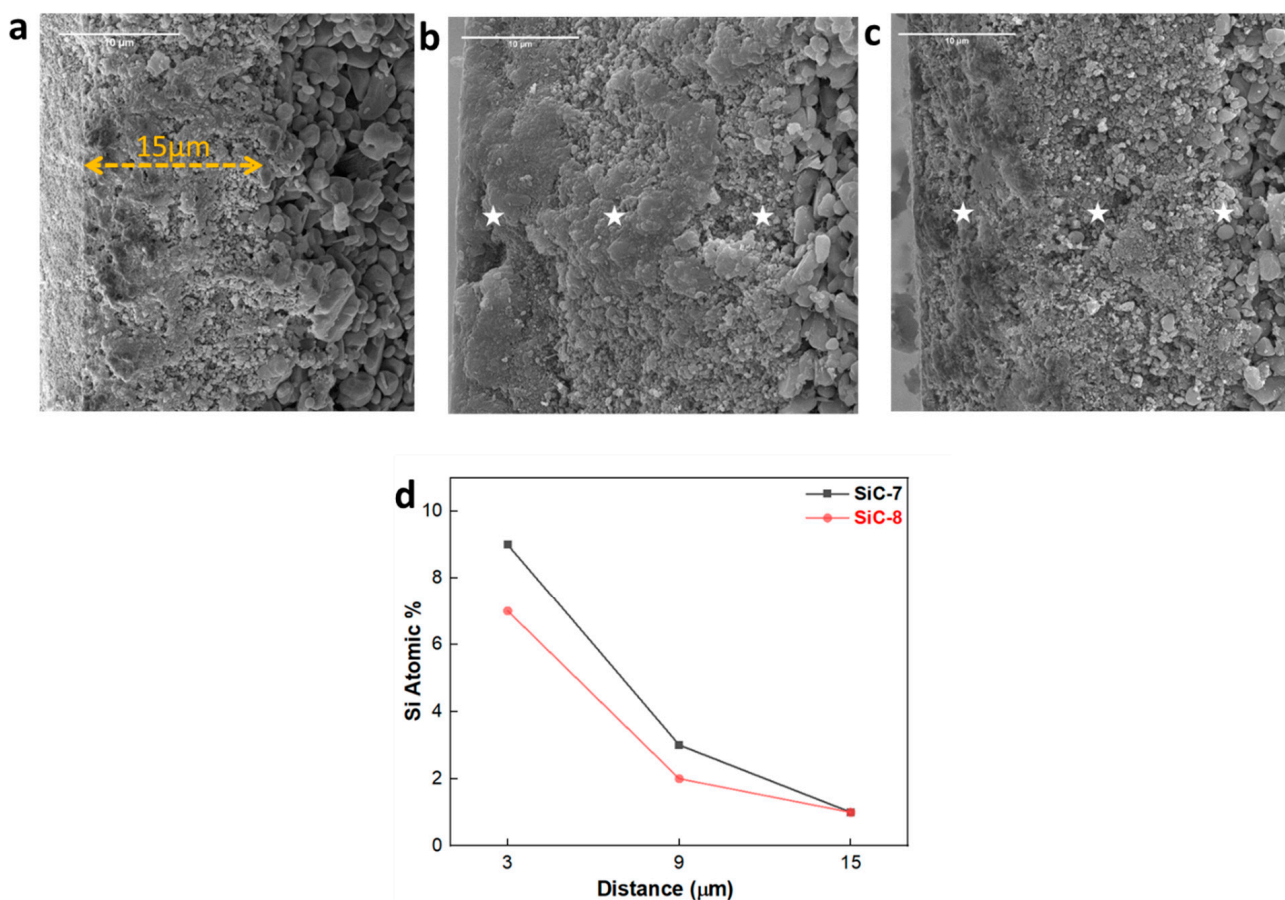 a
10 μm
15μm
b
10 μm
c
10 μm
d
SiC-7
SiC-8
10
8
6
4
2
0
Si Atomic %
3
9
15
Distance (μm)